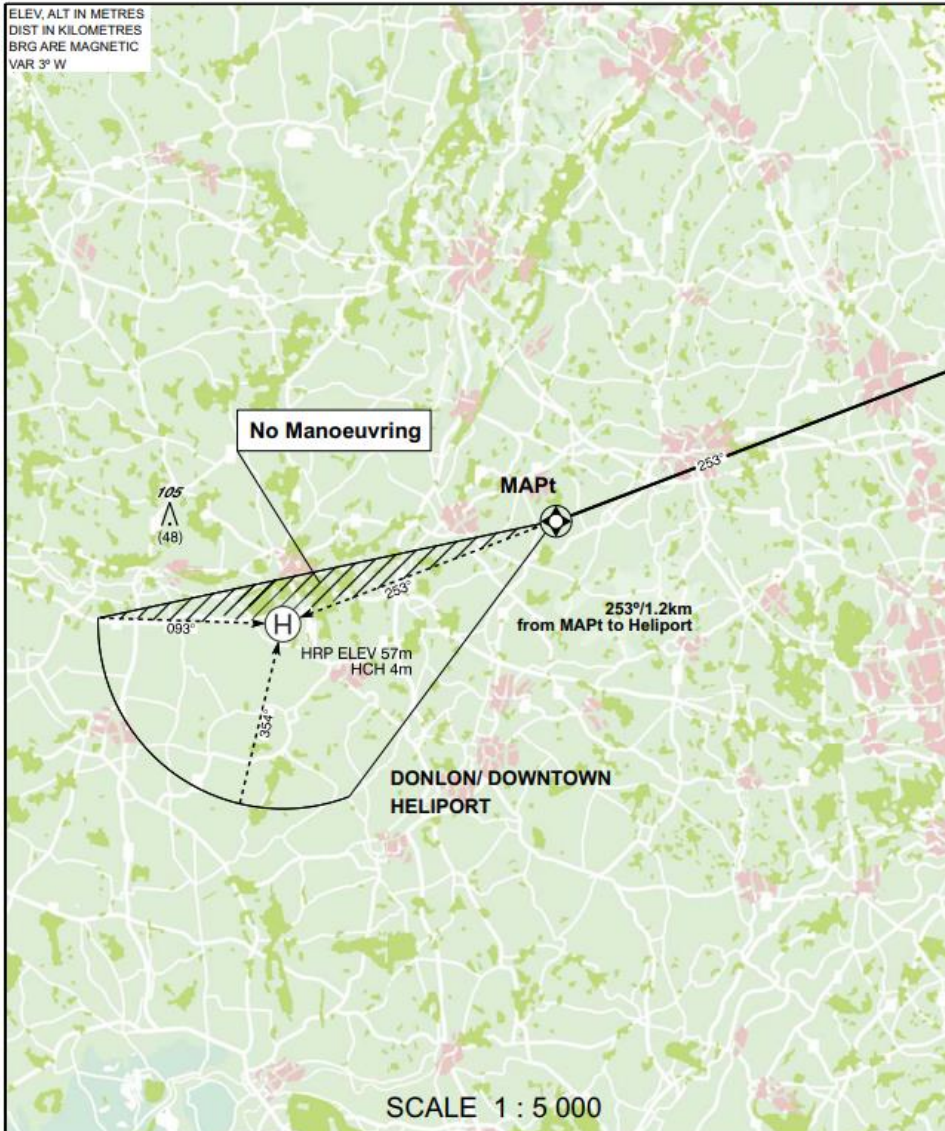 ELEV, ALT IN METRES
DIST IN KILOMETRES
BRG ARE MAGNETIC
VAR 3º W
No Manoeuvring
253°
MAPt
105
(48)
253°
253º/1.2km
from MAPt to Heliport
093°
H
HRP ELEV 57m
HCH 4m
354°
DONLON/ DOWNTOWN
HELIPORT
SCALE 1 : 5 000